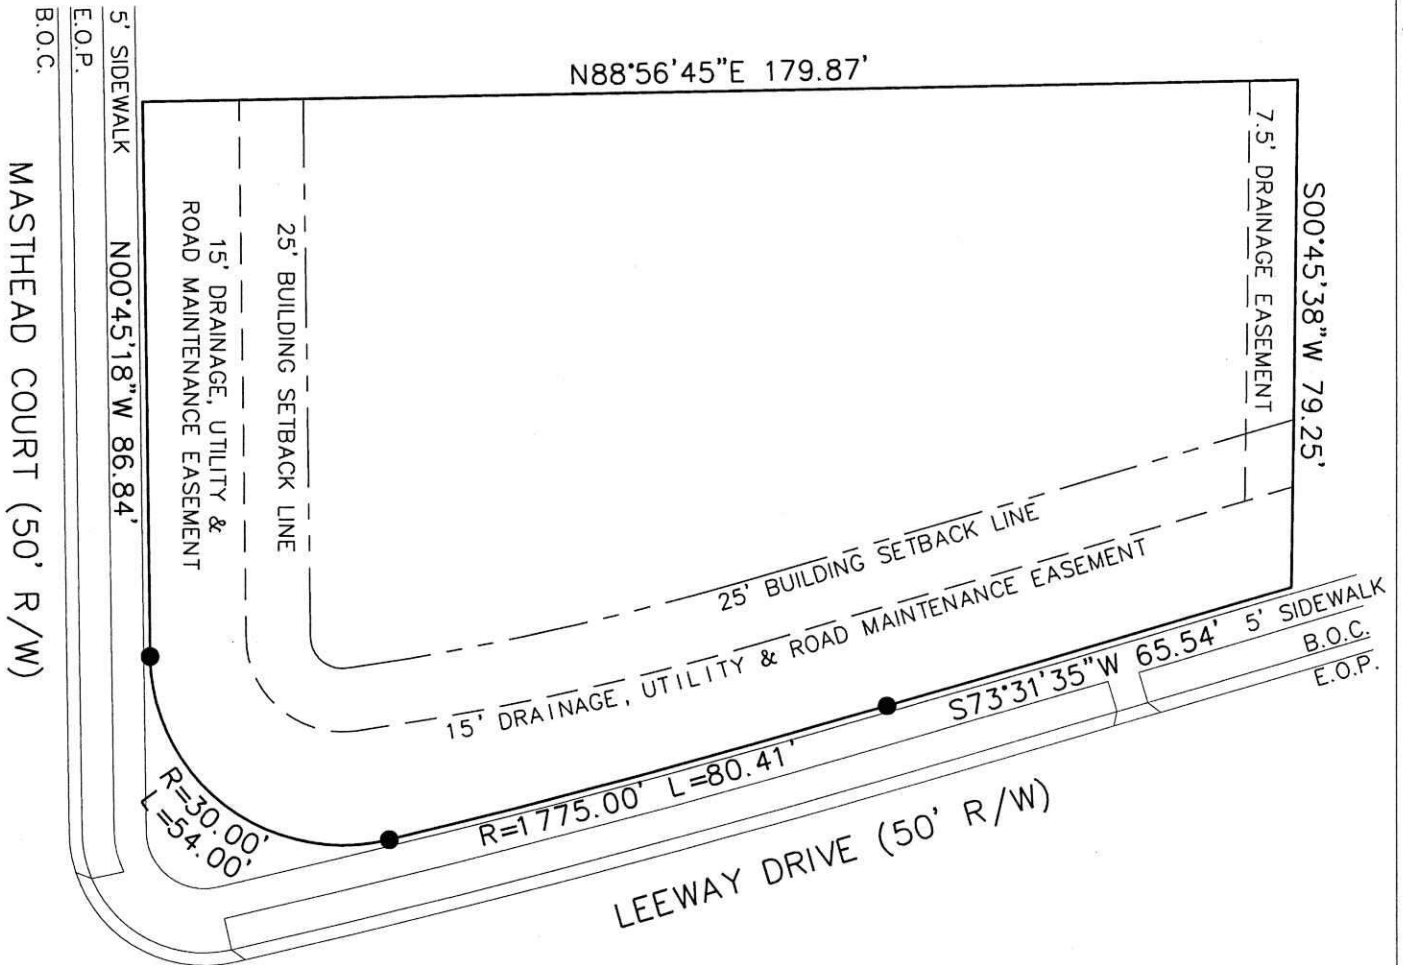 N88°56'45"E 179.87'
5' SIDEWALK
E.O.P.
B.O.C.
MASTHEAD COURT (50' R/W)
N00°45'18"W 86.84'
15' DRAINAGE, UTILITY &
ROAD MAINTENANCE EASEMENT
25' BUILDING SETBACK LINE
7.5' DRAINAGE EASEMENT
S00°45'38"W 79.25'
25' BUILDING SETBACK LINE
15' DRAINAGE, UTILITY & ROAD MAINTENANCE EASEMENT
S73°31'35"W 65.54'
5' SIDEWALK
B.O.C.
E.O.P.
R=1775.00' L=80.41'
R=30.00'
L=54.00'
LEEWAY DRIVE (50' R/W)